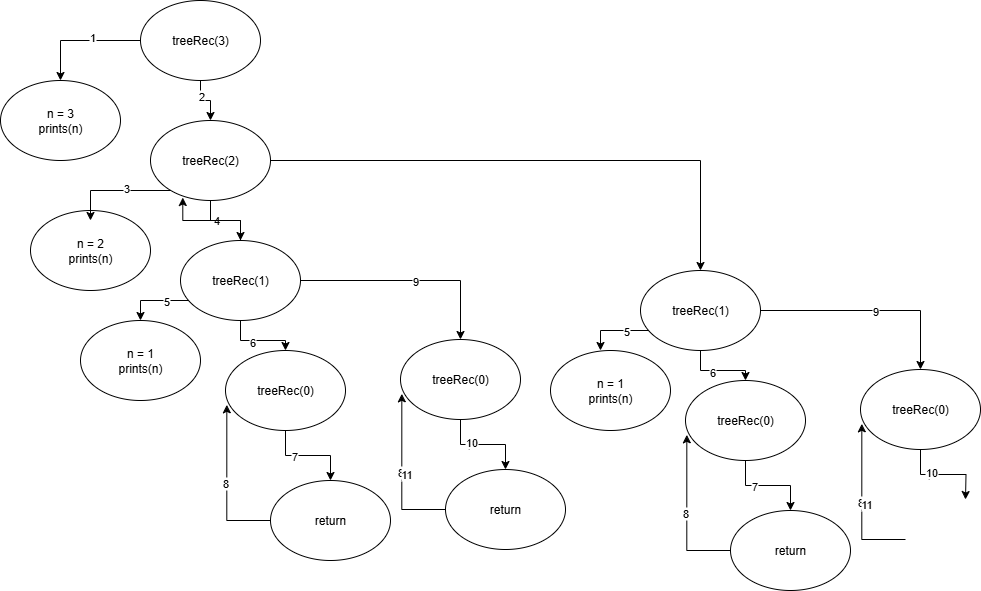 treeRec(3)
1
2
n = 3
prints(n)
treeRec(2)
3
4
n = 2
prints(n)
treeRec(1)
9
5
6
n = 1
prints(n)
treeRec(0)
treeRec(0)
7
8
10
11
return
return
treeRec(1)
9
5
6
n = 1
prints(n)
treeRec(0)
treeRec(0)
7
8
10
11
return